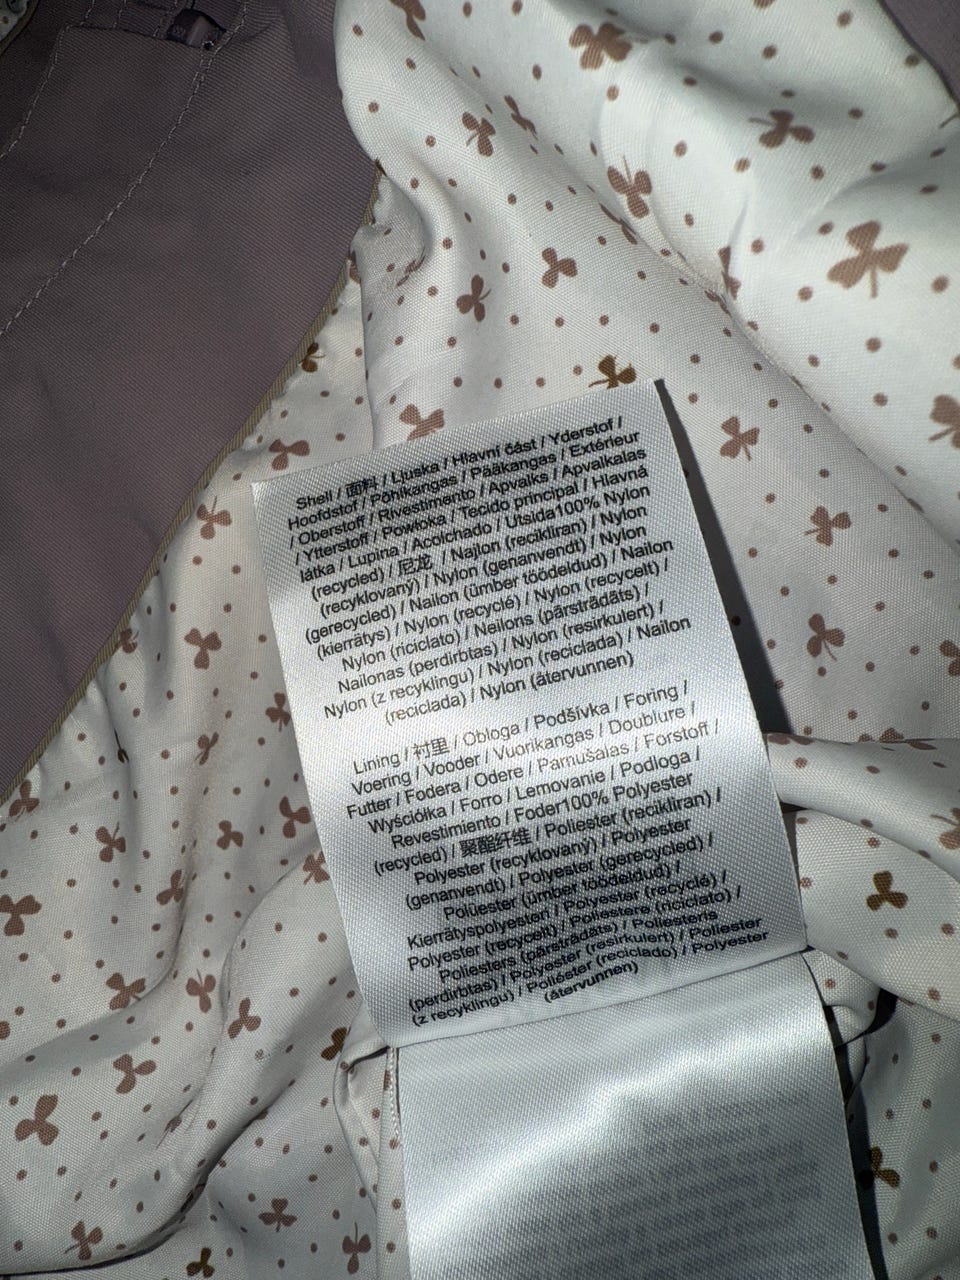 Shell / 面料 / Ljuska / Hlavní část / Yderstof /
Hoofdstof / Põhikangas / Pääkangas / Extérieur
/ Oberstoff / Rivestimento / Apvalks / Apvalkalas
/ Ytterstoff / Powłoka / Tecido principal / Hlavná
látka / Lupina / Acolchado / Utsida100% Nylon
(recycled) / 尼龙 / Najlon (recikliran) / Nylon
(recyklovaný) / Nylon (genanvendt) / Nylon
(gerecycled) / Nailon (ümber töödeldud) / Nailon
(kierrätys) / Nylon (recyclé) / Nylon (recycelt) /
Nylon (riciclato) / Neilons (pārstrādāts) /
Nailonas (perdirbtas) / Nylon (resirkulert) /
Nylon (z recyklingu) / Nylon (reciclada) / Nailon
(reciclada) / Nylon (återvunnen)
Lining / 衬里 / Obloga / Podšívka / Foring /
Voering / Vooder / Vuorikangas / Doublure /
Futter / Fodera / Odere / Pamušalas / Forstoff /
Wyściółka / Forro / Lemovanie / Podloga /
Revestimiento / Foder100% Polyester
(recycled) / 聚酯纤维 / Poliester (recikliran) /
Polyester (recyklovaný) / Polyester
(genanvendt) / Polyester (gerecycled) /
Polüester (ümber töödeldud) /
Kierrätyspolyesteri / Polyester (recyclé) /
Polyester (recycelt) / Poliestere (riciclato) /
Poliesters (pārstrādāts) / Poliesteris
(perdirbtas) / Polyester (resirkulert) / Poliester
(z recyklingu) / Poliéster (reciclado) / Polyester
(återvunnen)